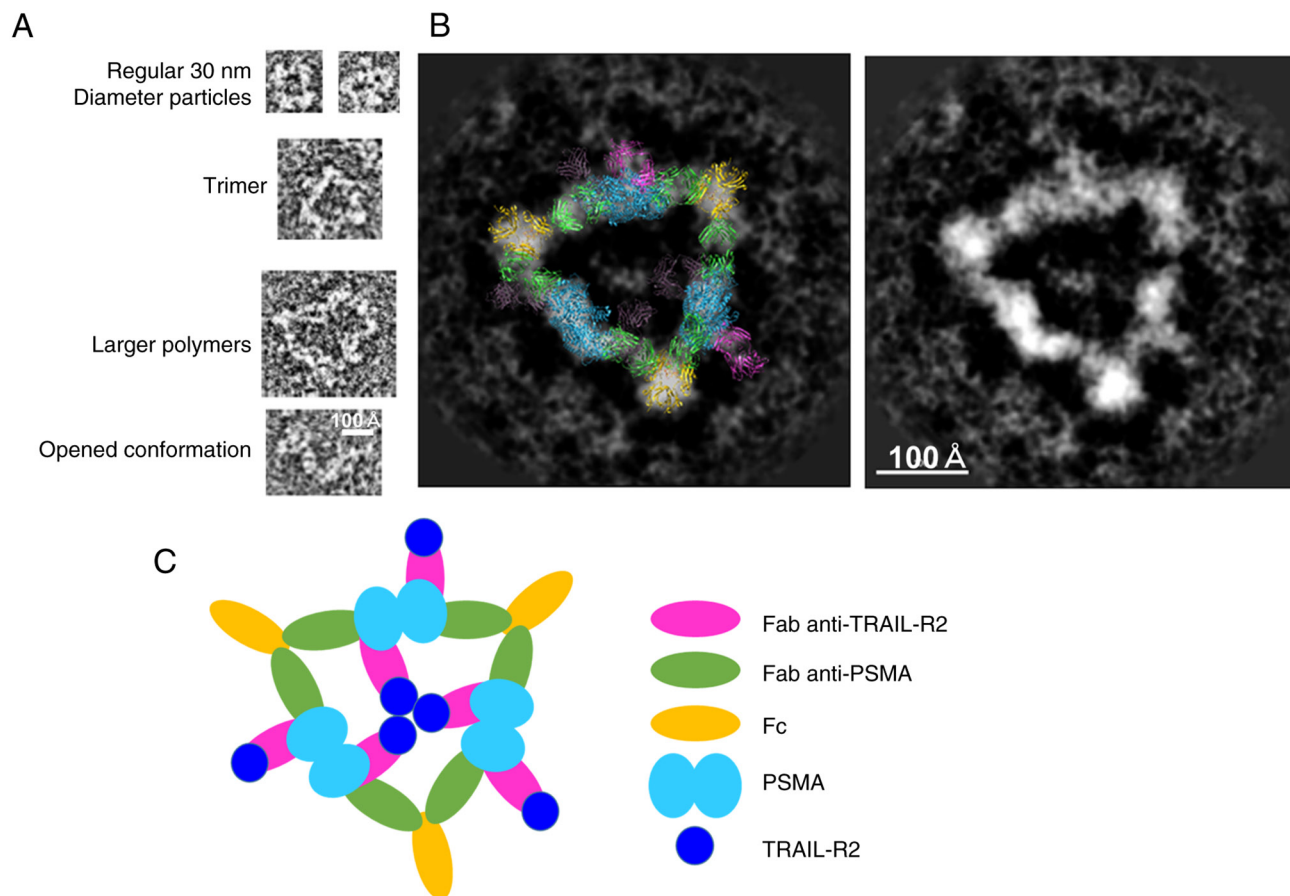 A
B
Regular 30 nm
Diameter particles
Trimer
Larger polymers
100 Å
Opened conformation
100 Å
C
Fab anti-TRAIL-R2
Fab anti-PSMA
Fc
PSMA
TRAIL-R2